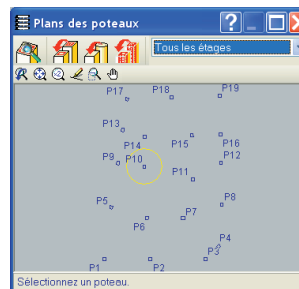 Plans des poteaux
Tous les étages
P17 P18 P19
P13
P14 P15 P16
P9 P10 P12
P11
P5 P8
P6 P7
P4
P1 P2 P3
Sélectionnez un poteau.